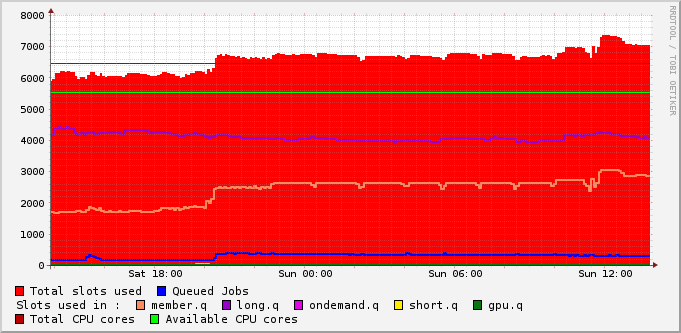 8000
7000
6000
5000
4000
3000
2000
1000
0
Sat 18:00 Sun 00:00 Sun 06:00 Sun 12:00
Total slots used Queued Jobs
Slots used in : member.q long.q ondemand.q short.q gpu.q
Total CPU cores Available CPU cores
RRDTOOL / TOBI OETIKER